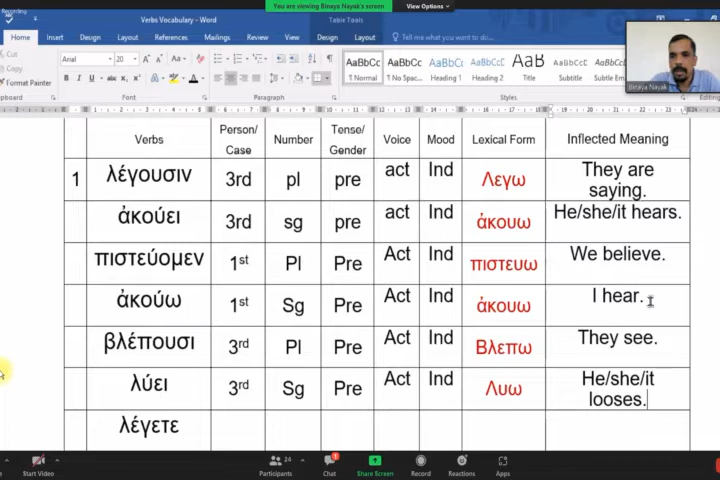 Recording
You are viewing Binaya Nayak's screen
View Options
Verbs Vocabulary - Word
Table Tools
Home Insert Design Layout References Mailings Review View Design Layout Tell me what you want to do...
Binaya Nayak
Cut
Copy
Format Painter
Clipboard
Arial 20
Font
Paragraph
AaBbCc AaBbCc AaBbCc AaBbCc AaB AaBbCc AaBbCc
¶ Normal ¶ No Spac... Heading 1 Heading 2 Title Subtitle Subtle Em
Styles
Editing
Verbs Person/ Case Number Tense/ Gender Voice Mood Lexical Form Inflected Meaning
1 λέγουσιν 3rd pl pre act Ind Λεγω They are saying.
ἀκούει 3rd sg pre act Ind ἀκουω He/she/it hears.
πιστεύομεν 1st Pl Pre Act Ind πιστευω We believe.
ἀκούω 1st Sg Pre Act Ind ἀκουω I hear.
βλέπουσι 3rd Pl Pre Act Ind Βλεπω They see.
λύει 3rd Sg Pre Act Ind Λυω He/she/it looses.
λέγετε
Start Video
Participants 24
Chat
Share Screen
Record
Reactions
Apps